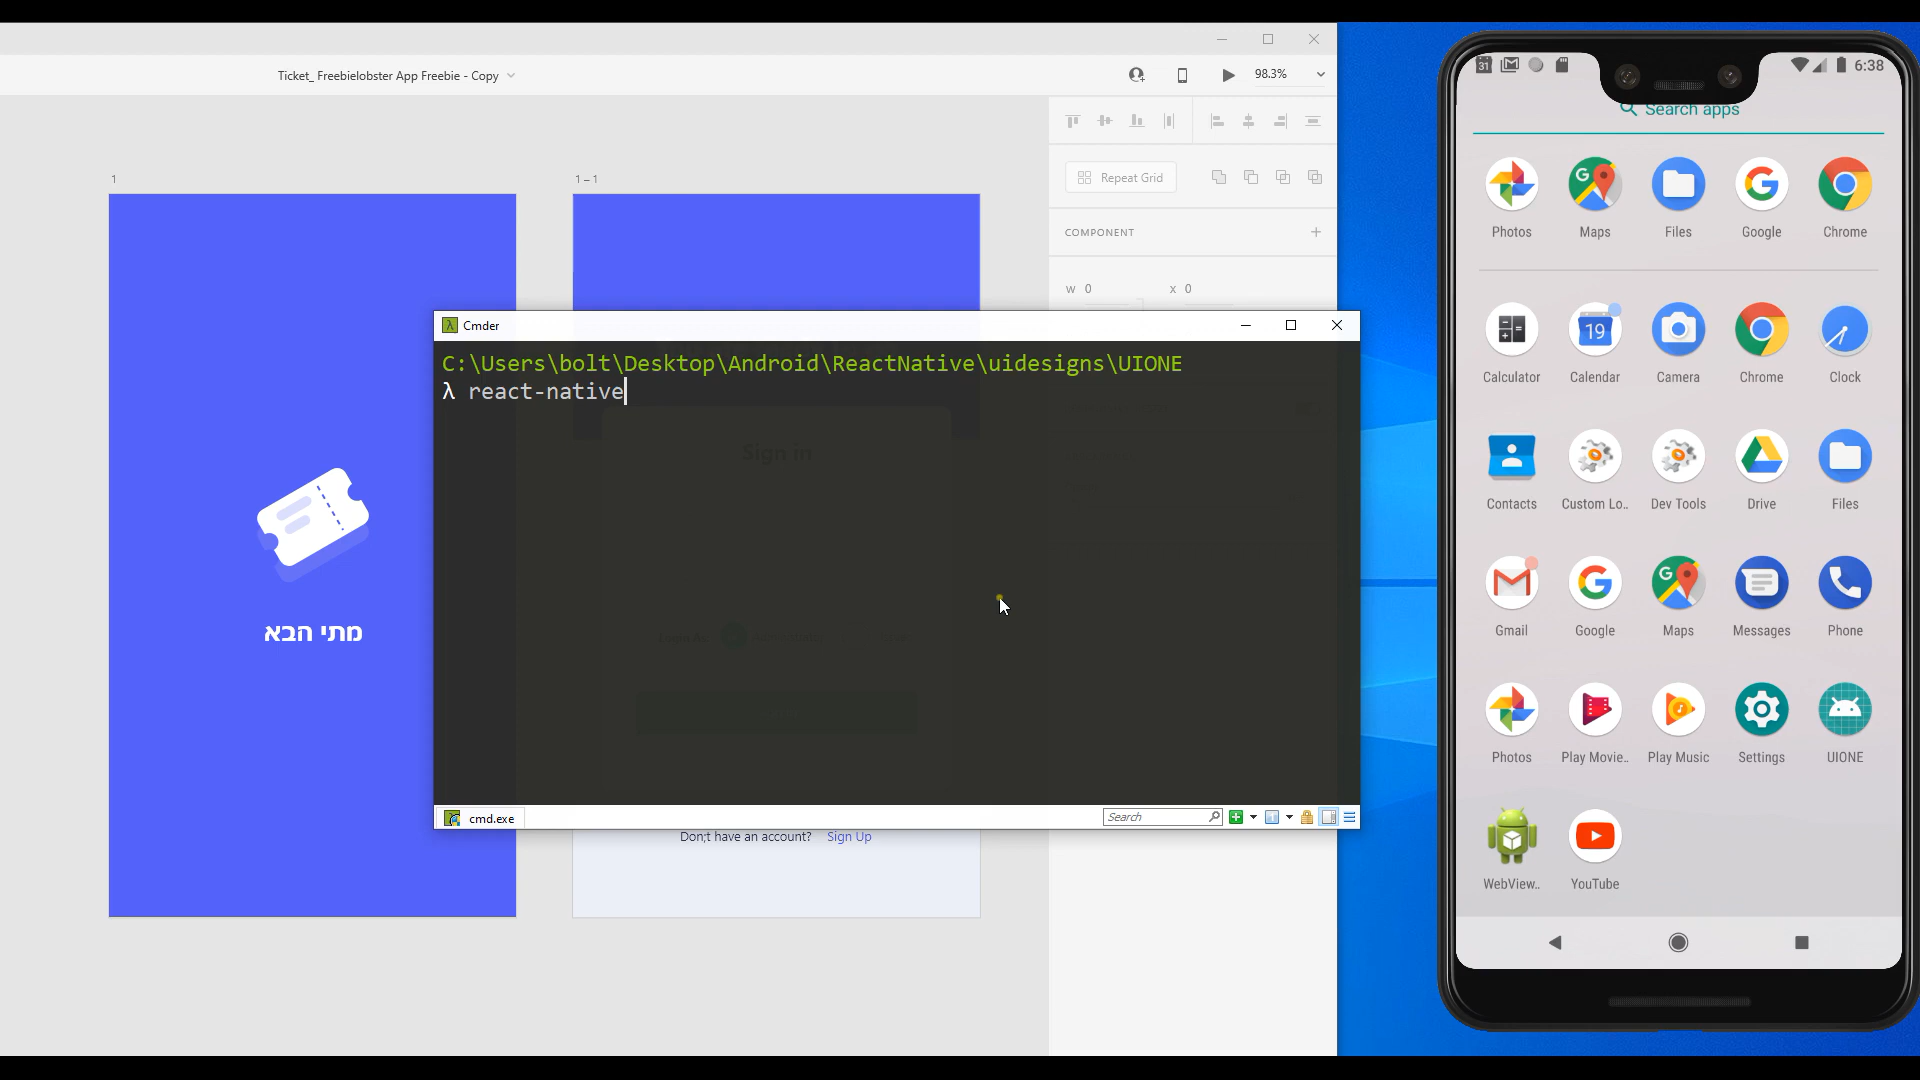 Ticket_ Freebielobster App Freebie - Copy
98.3%
1
1 – 1
Repeat Grid
COMPONENT
W 0
X 0
מתי הבא
Cmder
C:\Users\bolt\Desktop\Android\ReactNative\uidesigns\UIONE
λ react-native
Sign in
cmd.exe
Search
Don;t have an account? Sign Up
31
6:38
Search apps
Photos
Maps
Files
Google
Chrome
19
Calculator
Calendar
Camera
Chrome
Clock
Contacts
Custom Lo..
Dev Tools
Drive
Files
Gmail
Google
Maps
Messages
Phone
Photos
Play Movie..
Play Music
Settings
UIONE
WebView..
YouTube